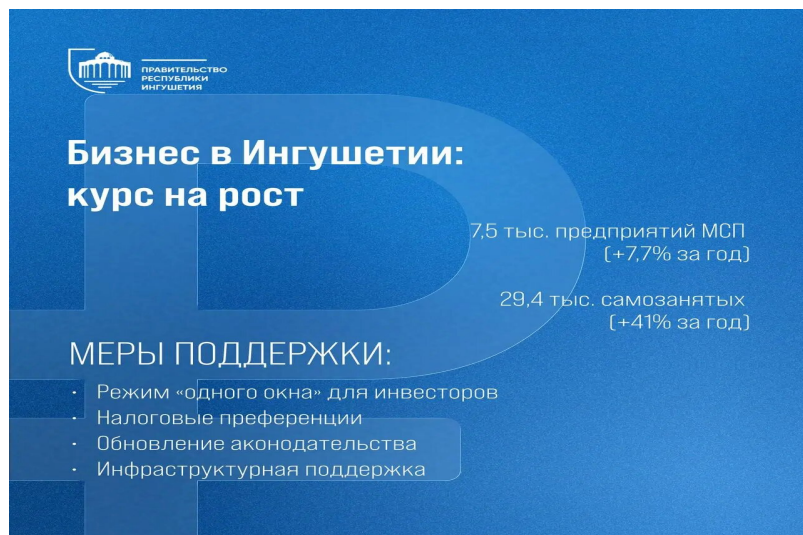 ПРАВИТЕЛЬСТВО
РЕСПУБЛИКИ
ИНГУШЕТИЯ
Бизнес в Ингушетии:
курс на рост
7,5 тыс. предприятий МСП
(+7,7% за год)
29,4 тыс. самозанятых
(+41% за год)
МЕРЫ ПОДДЕРЖКИ:
· Режим «одного окна» для инвесторов
· Налоговые преференции
· Обновление аконодательства
· Инфраструктурная поддержка